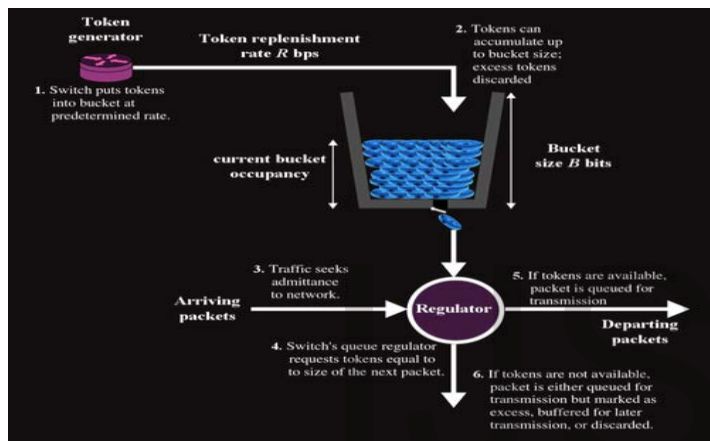 Token
generator
Token replenishment
rate R bps
2. Tokens can
accumulate up
to bucket size;
excess tokens
discarded
1. Switch puts tokens
into bucket at
predetermined rate.
current bucket
occupancy
Bucket
size B bits
3. Traffic seeks
admittance
to network.
5. If tokens are available,
packet is queued for
transmission
Arriving
packets
Regulator
Departing
packets
4. Switch's queue regulator
requests tokens equal to
to size of the next packet.
6. If tokens are not available,
packet is either queued for
transmission but marked as
excess, buffered for later
transmission, or discarded.